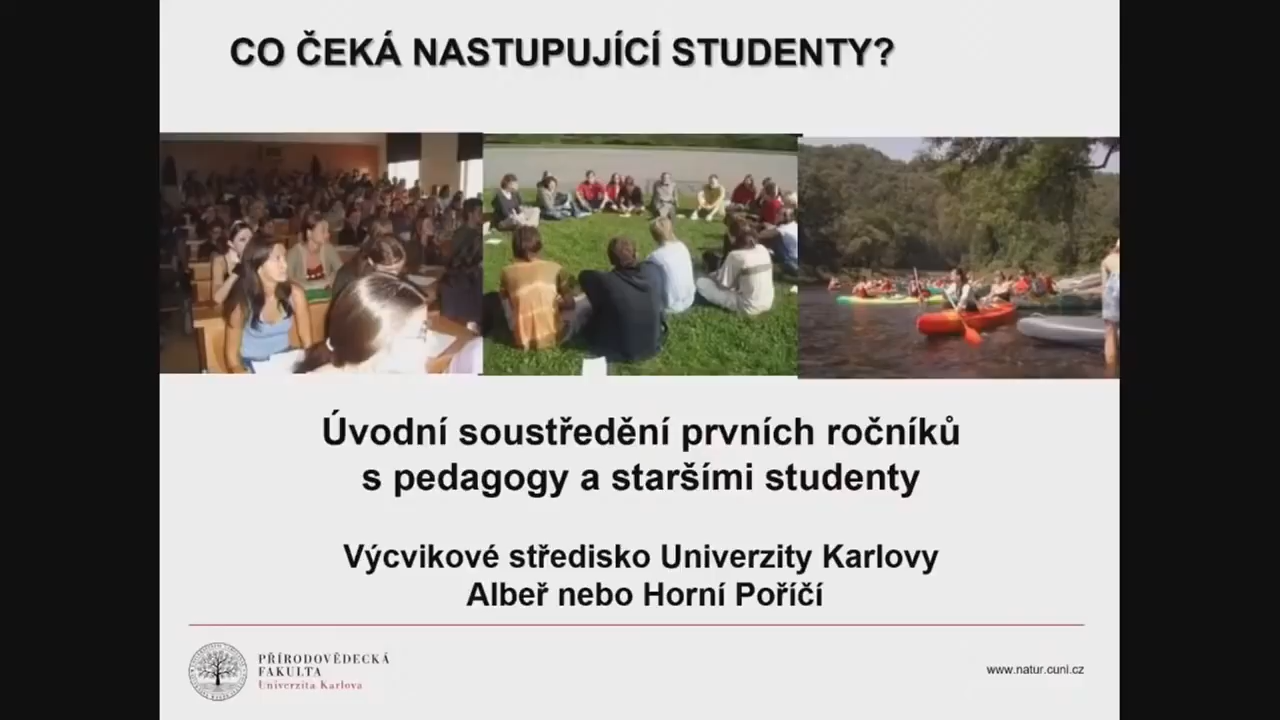 CO ČEKÁ NASTUPUJÍCÍ STUDENTY?
Úvodní soustředění prvních ročníků
s pedagogy a staršími studenty
Výcvikové středisko Univerzity Karlovy
Albeř nebo Horní Poříčí
PŘÍRODOVĚDECKÁ
FAKULTA
Univerzita Karlova
www.natur.cuni.cz